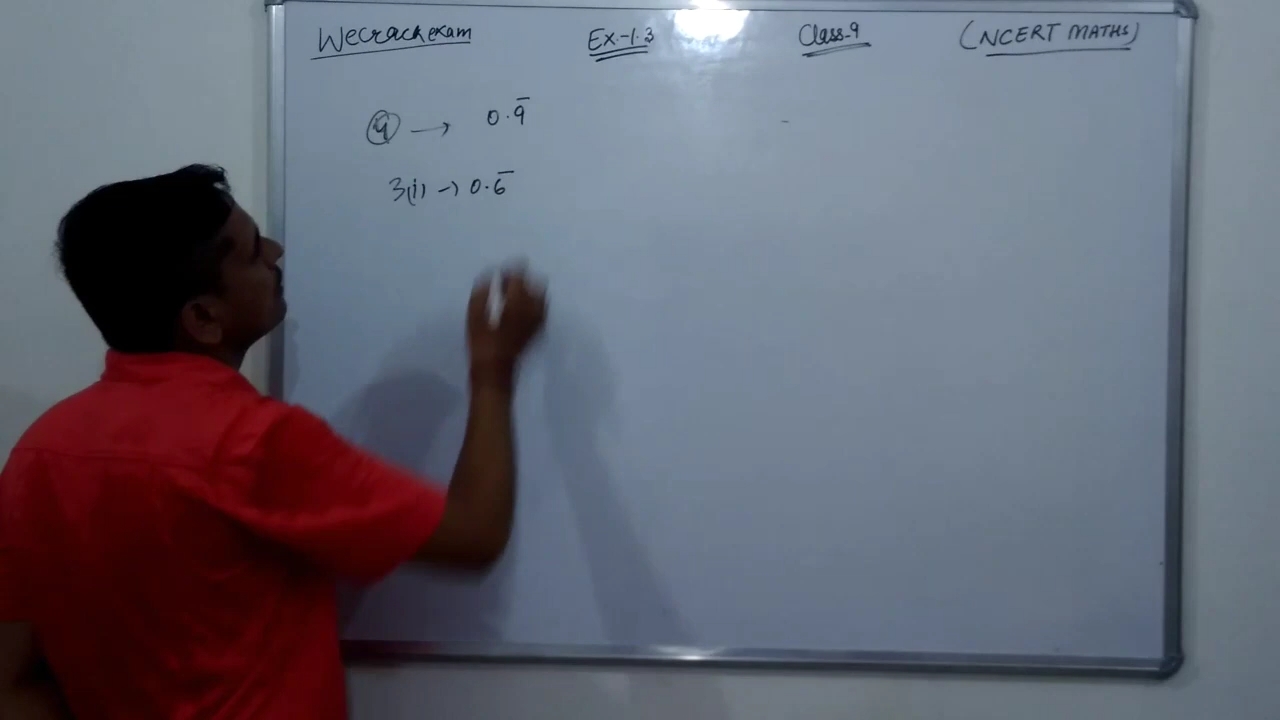 Wecrackexam Ex.-1.3 Class-9 (NCERT MATHS)
④ → 0.9̅
3(i) → 0.6̅